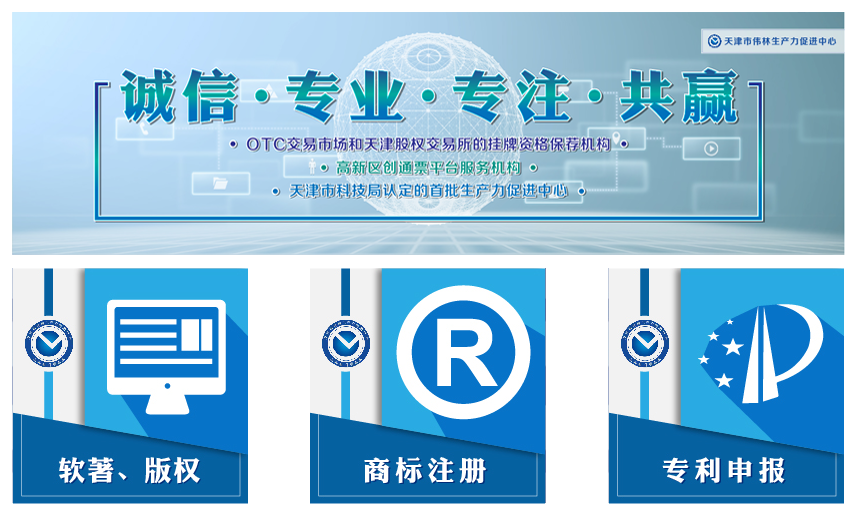 天津市伟林生产力促进中心
诚信·专业·专注·共赢
• OTC交易市场和天津股权交易所的挂牌资格保荐机构 •
• 高新区创通票平台服务机构 •
• 天津市科技局认定的首批生产力促进中心 •
R
软著、版权
商标注册
专利申报